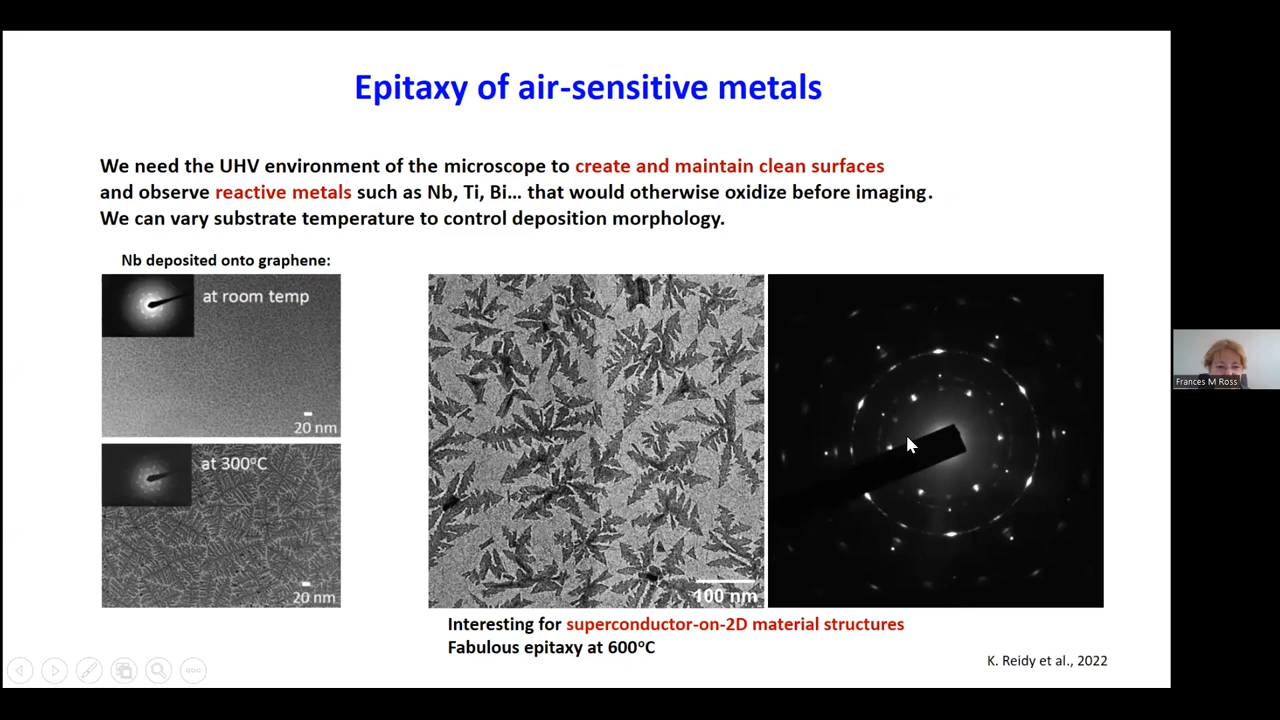 Epitaxy of air-sensitive metals
We need the UHV environment of the microscope to create and maintain clean surfaces
and observe reactive metals such as Nb, Ti, Bi... that would otherwise oxidize before imaging.
We can vary substrate temperature to control deposition morphology.
Nb deposited onto graphene:
at room temp
20 nm
at 300°C
20 nm
100 nm
Interesting for superconductor-on-2D material structures
Fabulous epitaxy at 600°C
K. Reidy et al., 2022
Frances M Ross